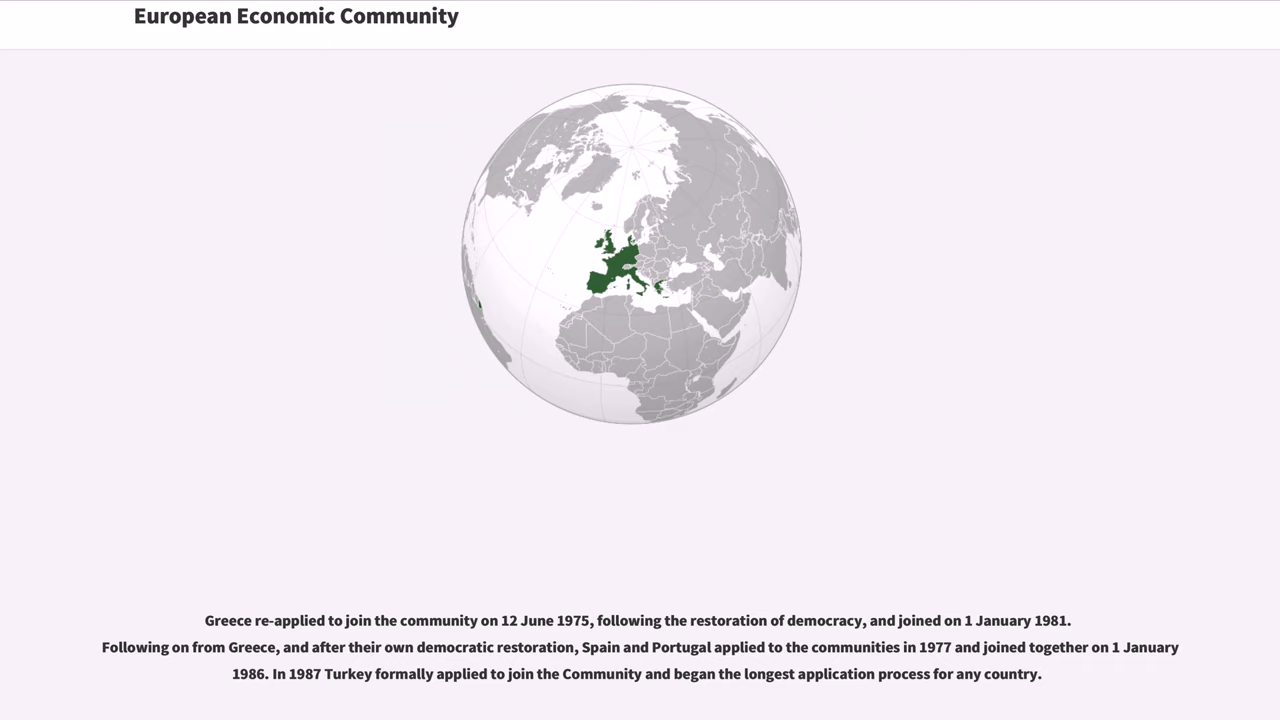 European Economic Community
Greece re-applied to join the community on 12 June 1975, following the restoration of democracy, and joined on 1 January 1981.
Following on from Greece, and after their own democratic restoration, Spain and Portugal applied to the communities in 1977 and joined together on 1 January
1986. In 1987 Turkey formally applied to join the Community and began the longest application process for any country.